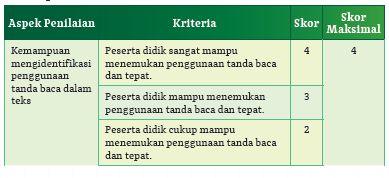 Aspek Penilaian Kriteria Skor Skor Maksimal
Kemampuan mengidentifikasi penggunaan tanda baca dalam teks
Peserta didik sangat mampu
menemukan penggunaan tanda baca
dan tepat.
4 4
Peserta didik mampu menemukan
penggunaan tanda baca dan tepat.
3
Peserta didik cukup mampu
menemukan penggunaan tanda baca
dan tepat.
2